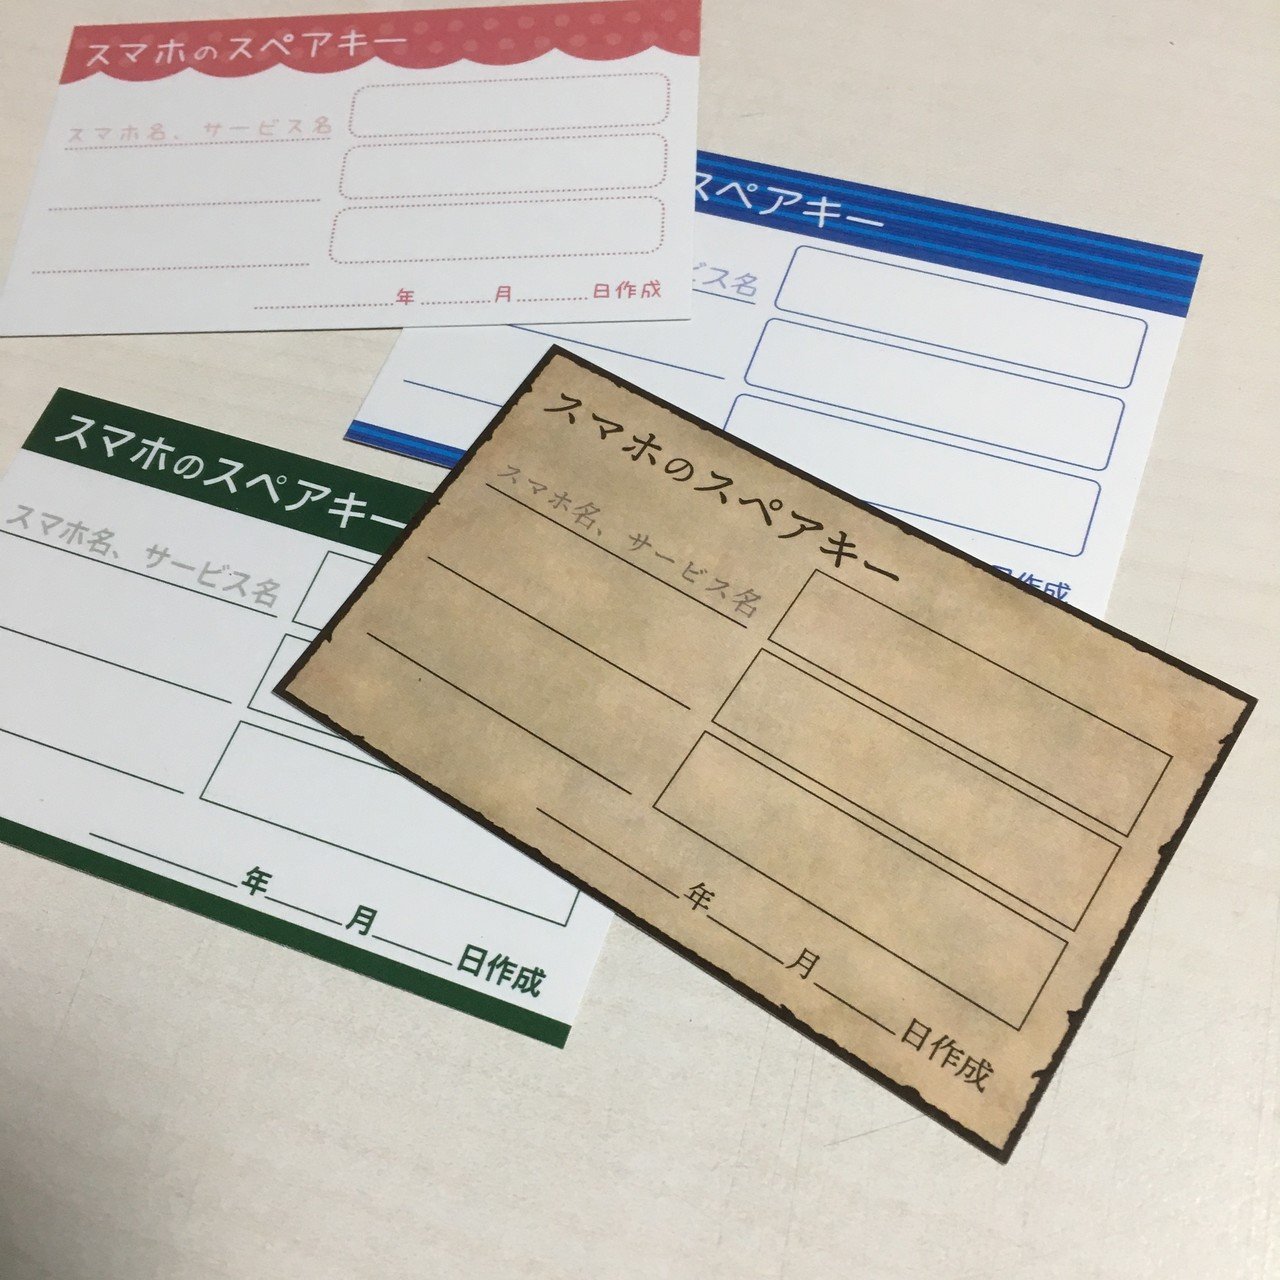 スマホのスペアキー
スマホ名、サービス名
年 月 日作成
スペアキー
ビス名
日作成
スマホのスペアキー
スマホ名、サービス名
年 月 日作成
スマホのスペアキー
スマホ名、サービス名
年 月 日作成